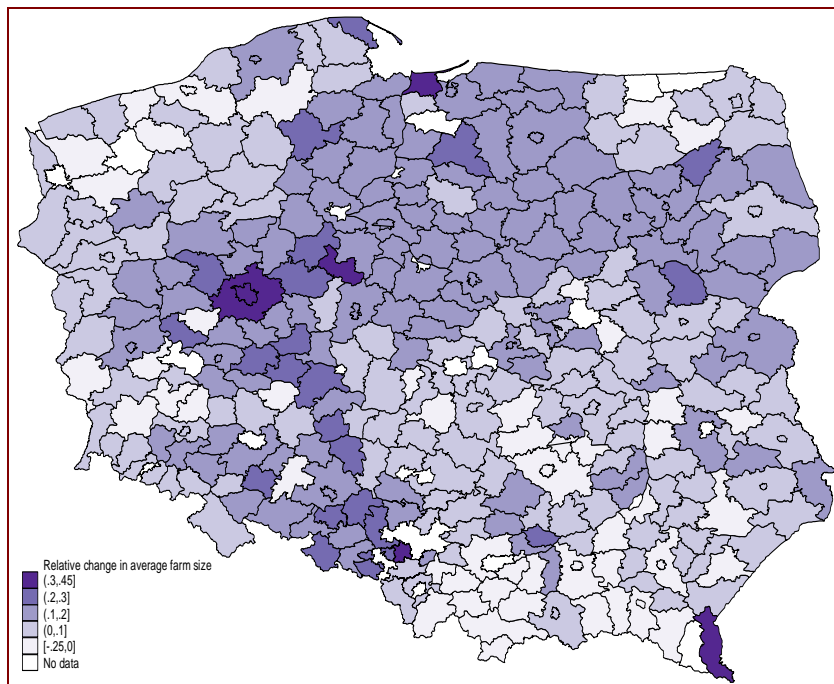 Relative change in average farm size
(.3,.45]
(.2,.3]
(.1,.2]
(0,.1]
[-.25,0]
No data